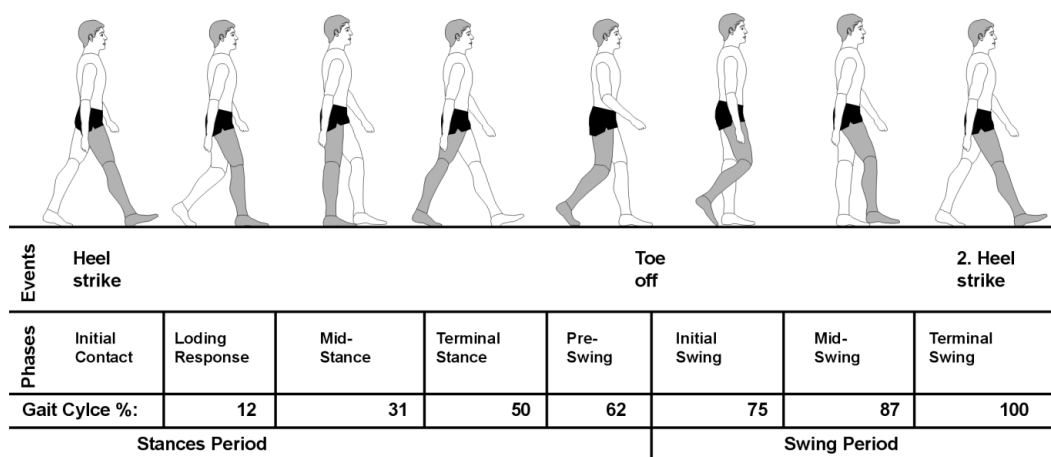 Events
Heel
strike
Toe
off
2. Heel
strike
Phases
Initial
Contact
Loding
Response
Mid-
Stance
Terminal
Stance
Pre-
Swing
Initial
Swing
Mid-
Swing
Terminal
Swing
Gait Cylce %: 12 31 50 62 75 87 100
Stances Period Swing Period